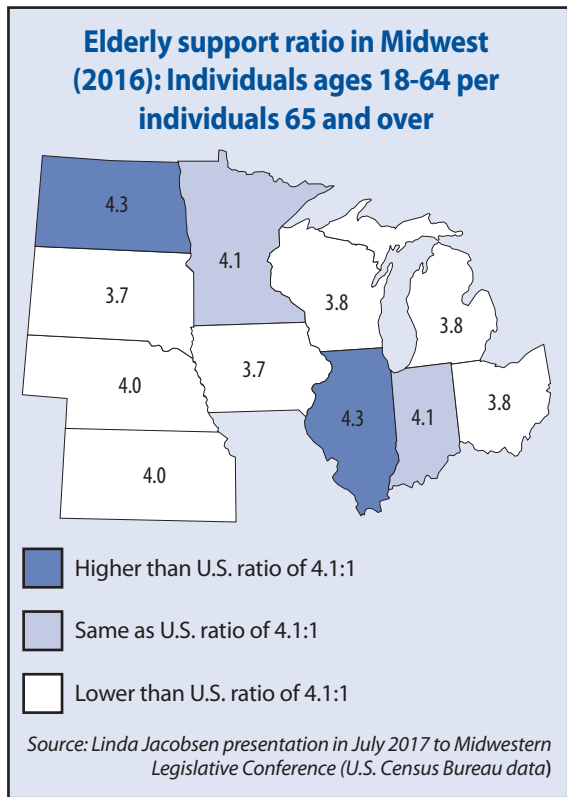 Elderly support ratio in Midwest
(2016): Individuals ages 18-64 per
individuals 65 and over
4.3
4.1
3.7
3.8
3.8
3.7
4.0
4.3
4.1
3.8
4.0
Higher than U.S. ratio of 4.1:1
Same as U.S. ratio of 4.1:1
Lower than U.S. ratio of 4.1:1
Source: Linda Jacobsen presentation in July 2017 to Midwestern
Legislative Conference (U.S. Census Bureau data)